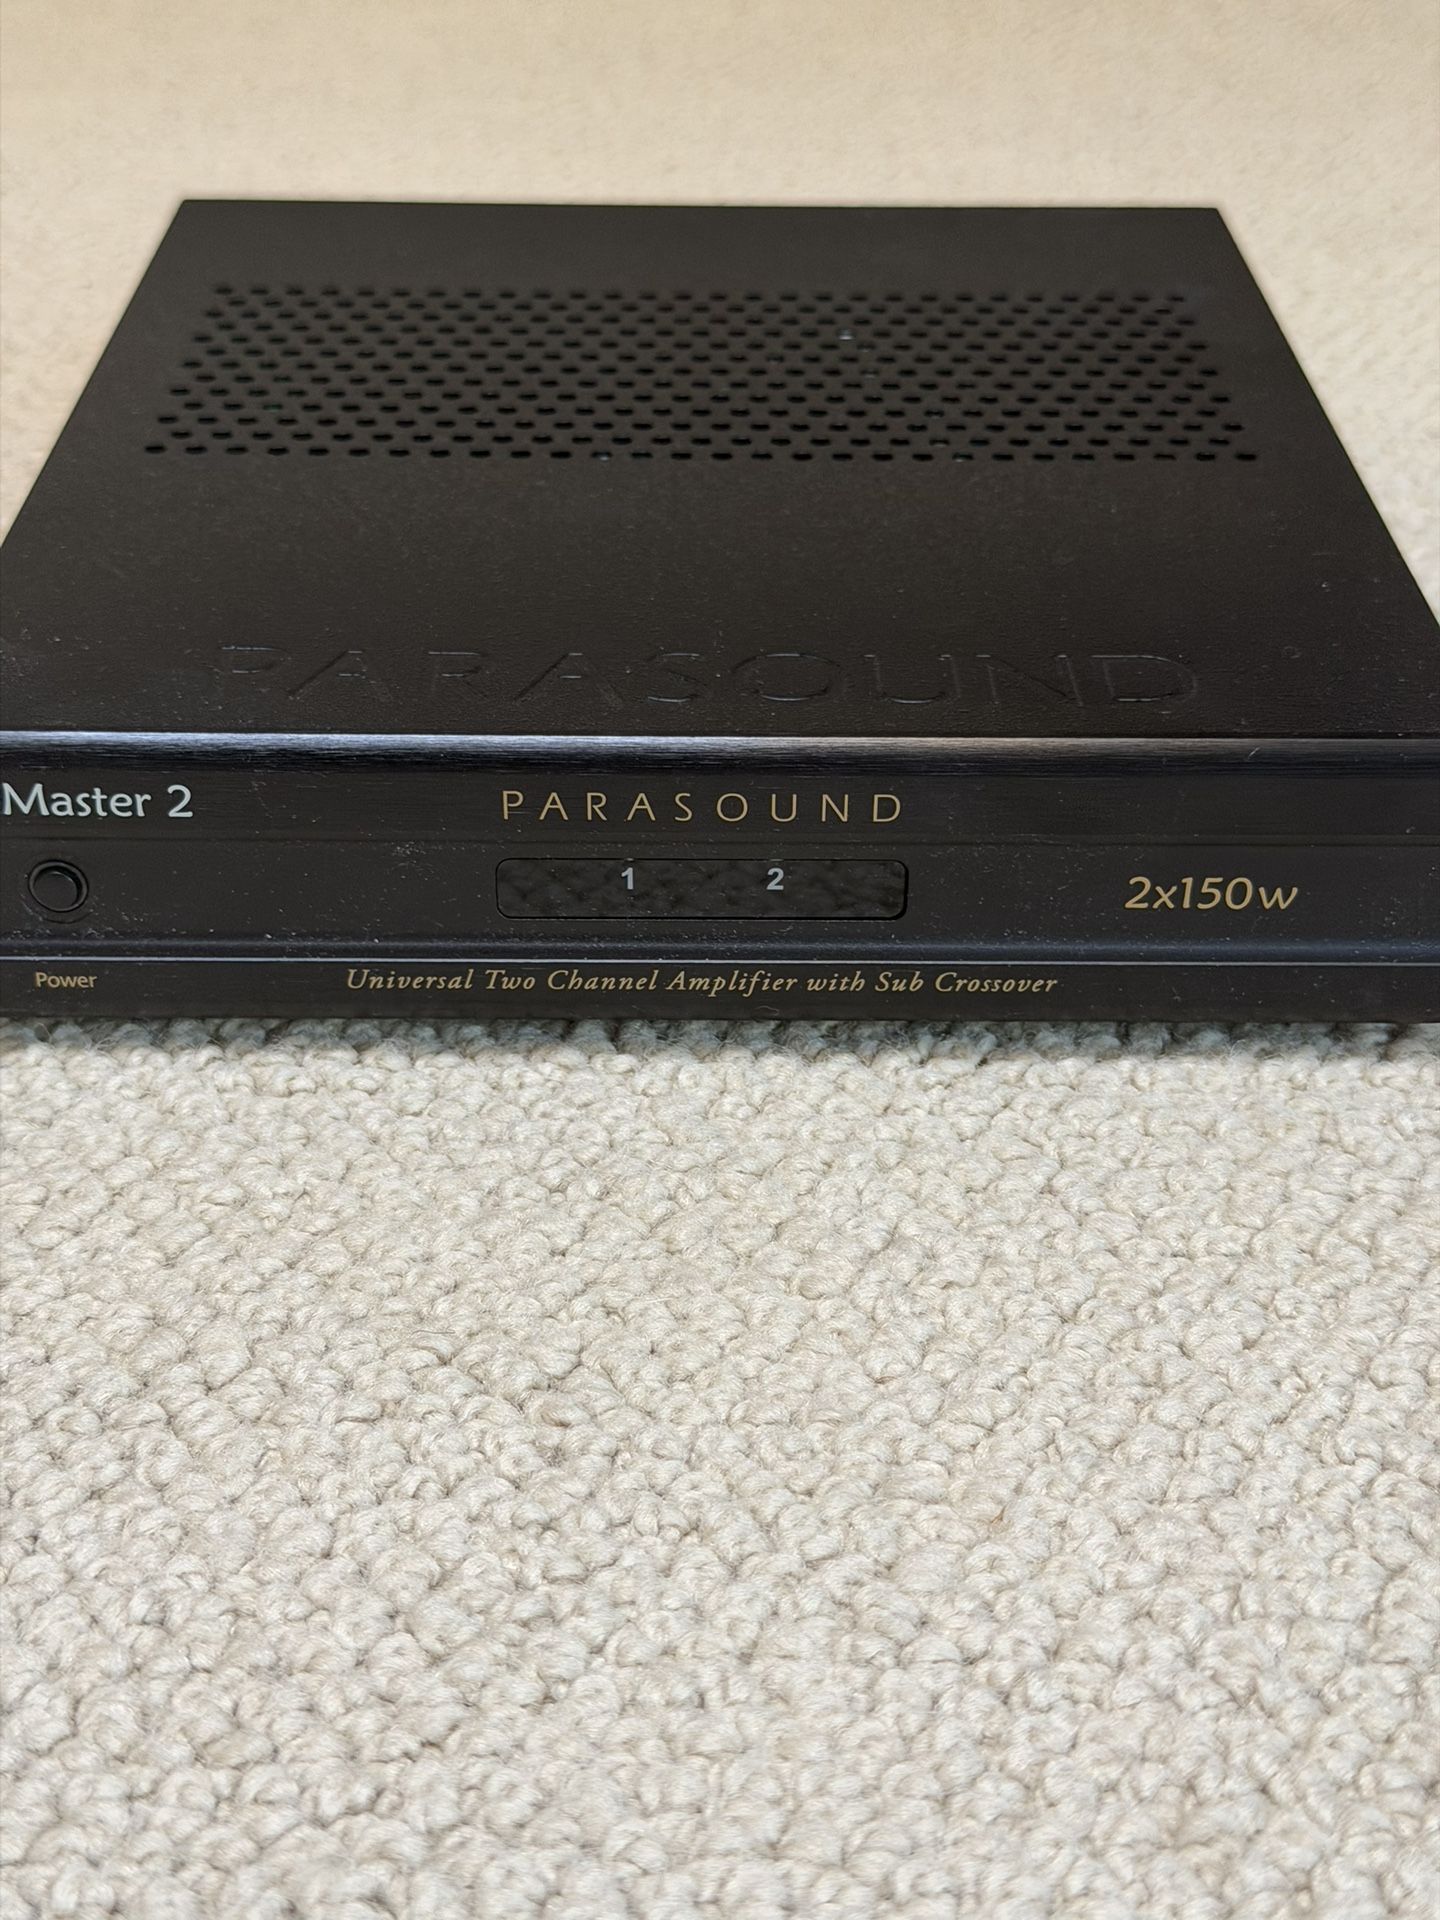 PARASOUND
Master 2
PARASOUND
1 2
2x150w
Power
Universal Two Channel Amplifier with Sub Crossover